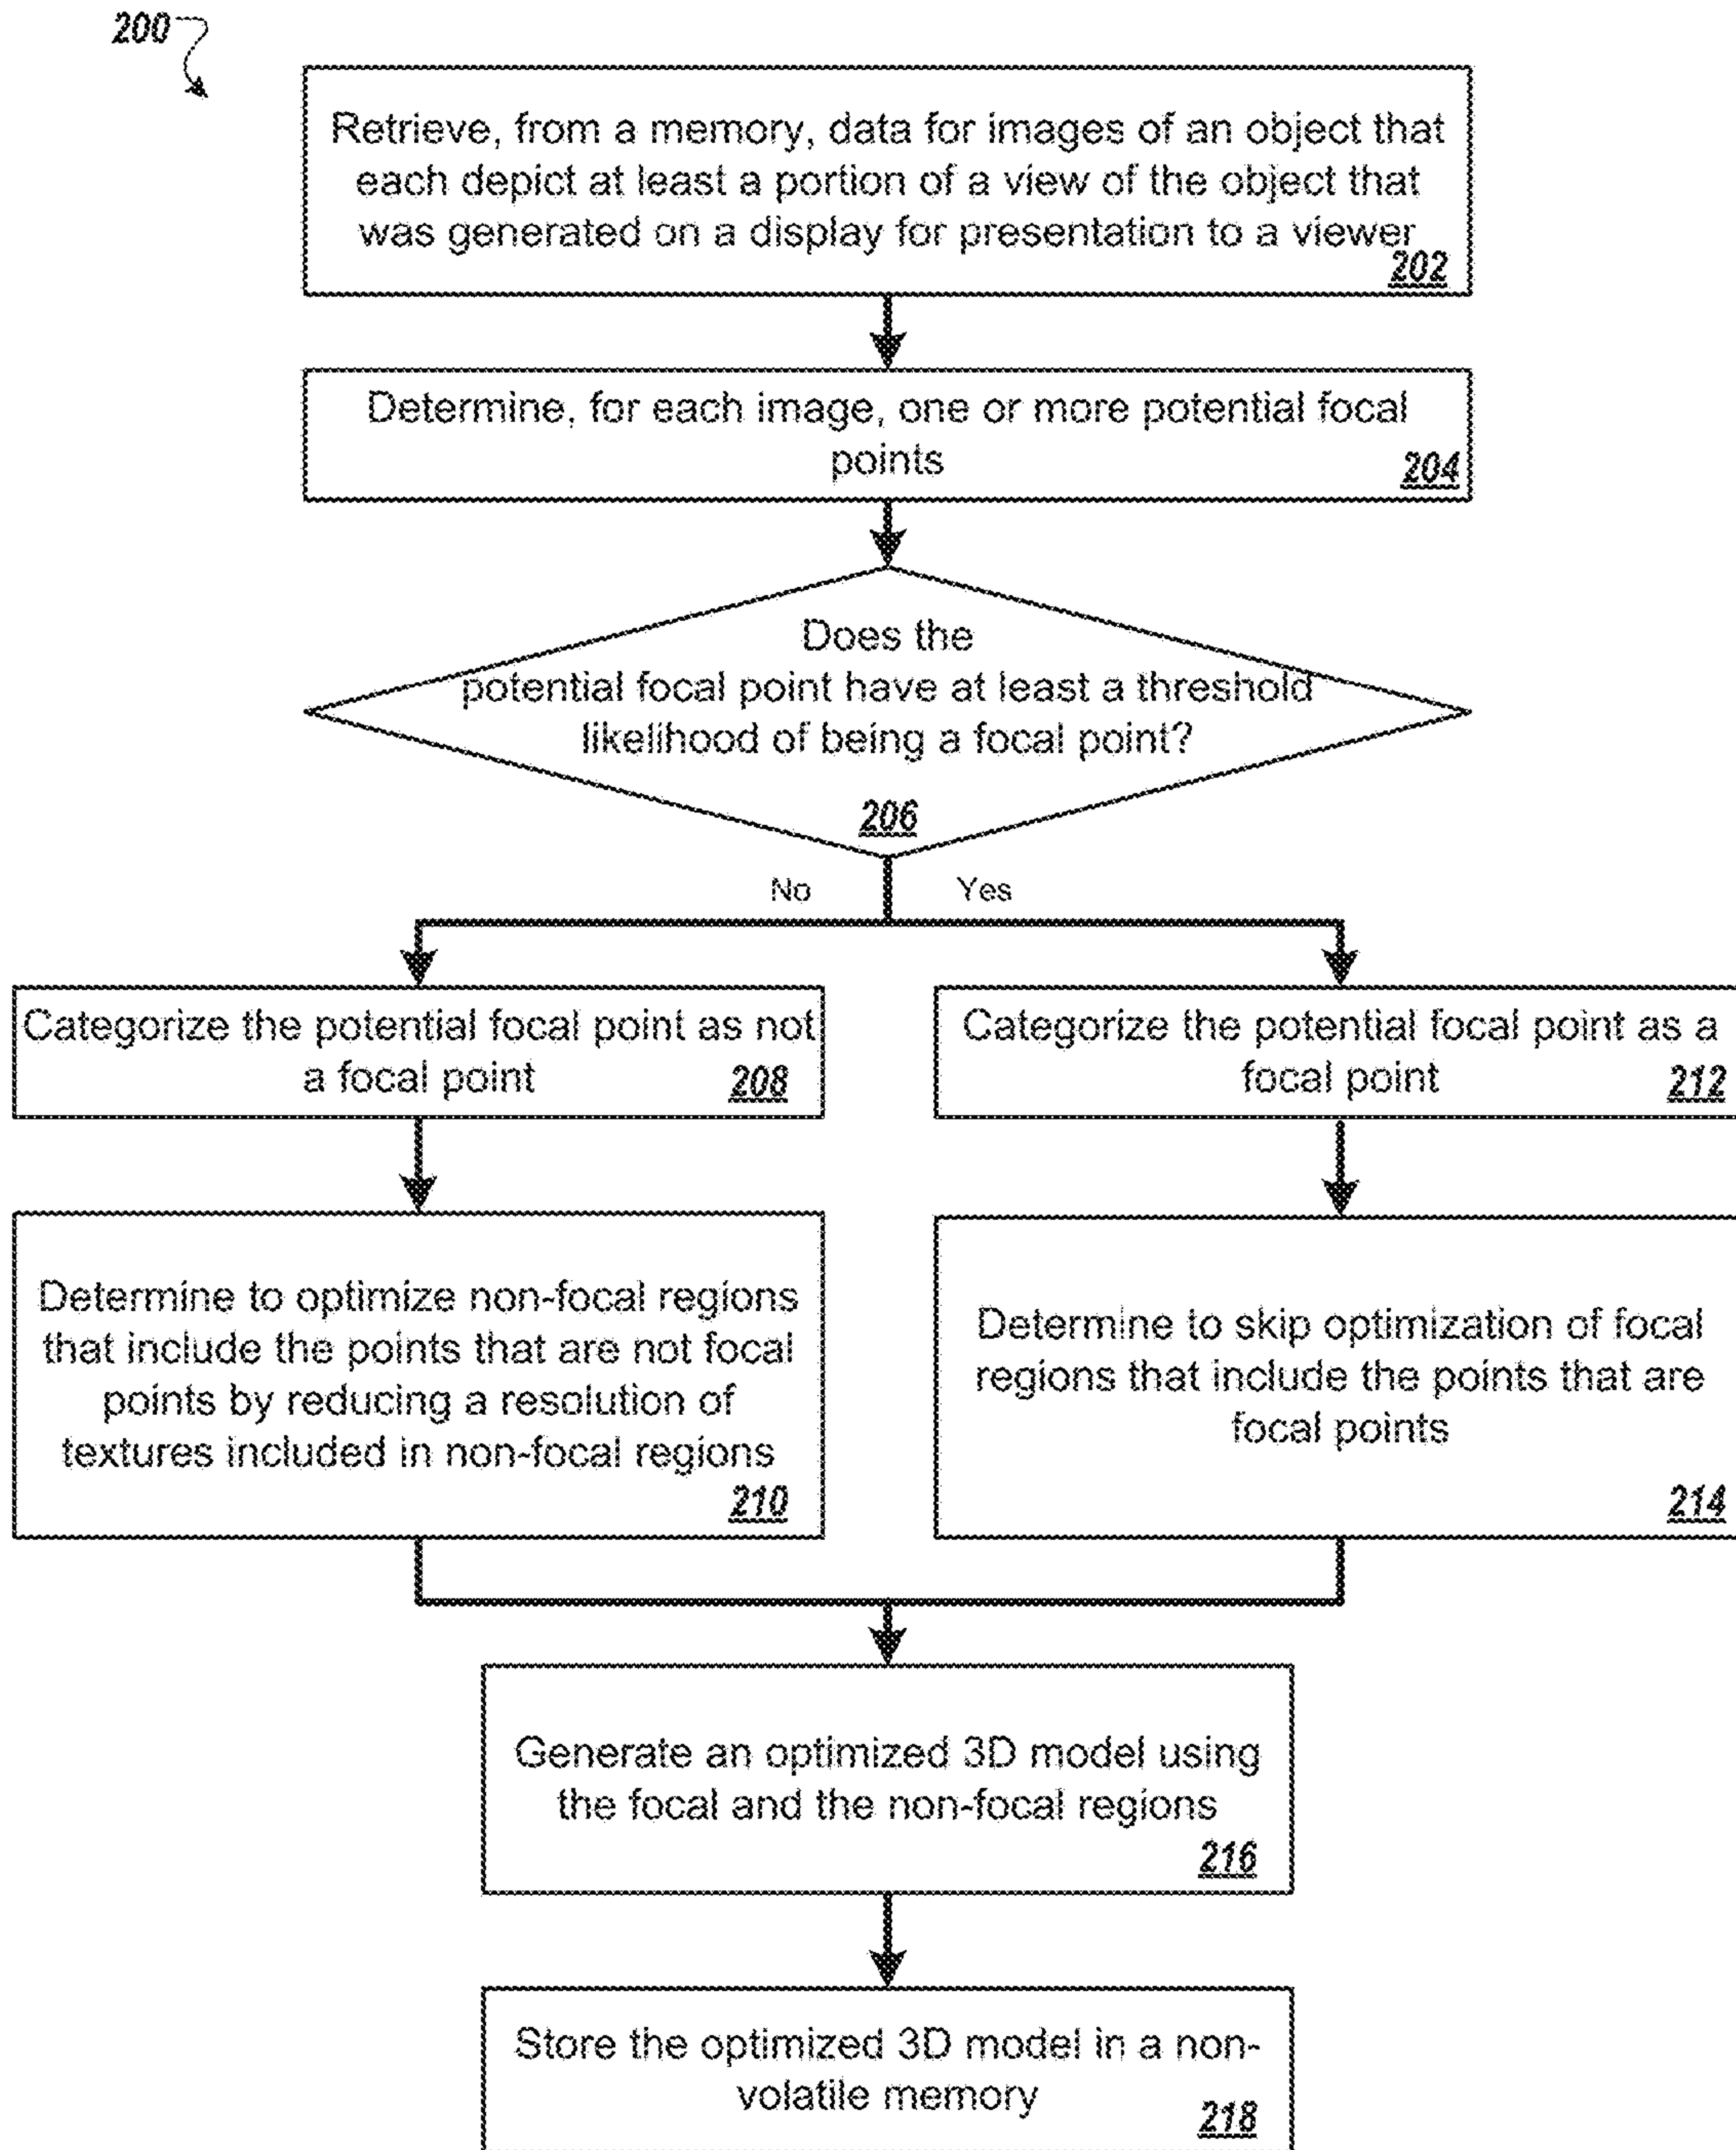 200
Retrieve, from a memory, data for images of an object that
each depict at least a portion of a view of the object that
was generated on a display for presentation to a viewer
202
Determine, for each image, one or more potential focal
points
204
Does the
potential focal point have at least a threshold
likelihood of being a focal point?
206
No
Yes
Categorize the potential focal point as not
a focal point
208
Categorize the potential focal point as a
focal point
212
Determine to optimize non-focal regions
that include the points that are not focal
points by reducing a resolution of
textures included in non-focal regions
210
Determine to skip optimization of focal
regions that include the points that are
focal points
214
Generate an optimized 3D model using
the focal and the non-focal regions
216
Store the optimized 3D model in a non-
volatile memory
218